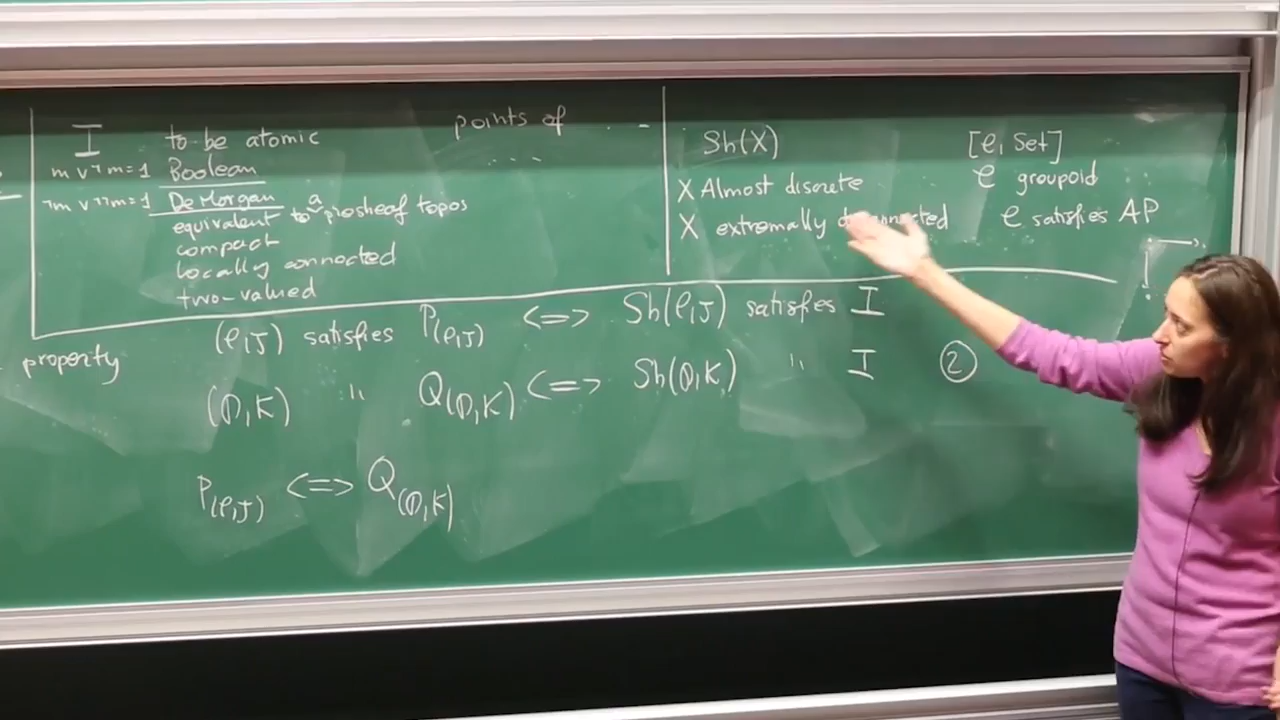 I to be atomic
m ∨ ¬m = 1 Boolean
¬m ∨ ¬¬m = 1 De Morgan
equivalent to a presheaf topos
compact
locally connected
two-valued
points of ...
....
Sh(X) [C, Set]
X Almost discrete C groupoid
X extremally disconnected C satisfies AP
property
(C,J) satisfies P(C,J) <=> Sh(C,J) satisfies I
(D,K) " Q(D,K) <=> Sh(D,K) " I ②
P(C,J) <=> Q(D,K)